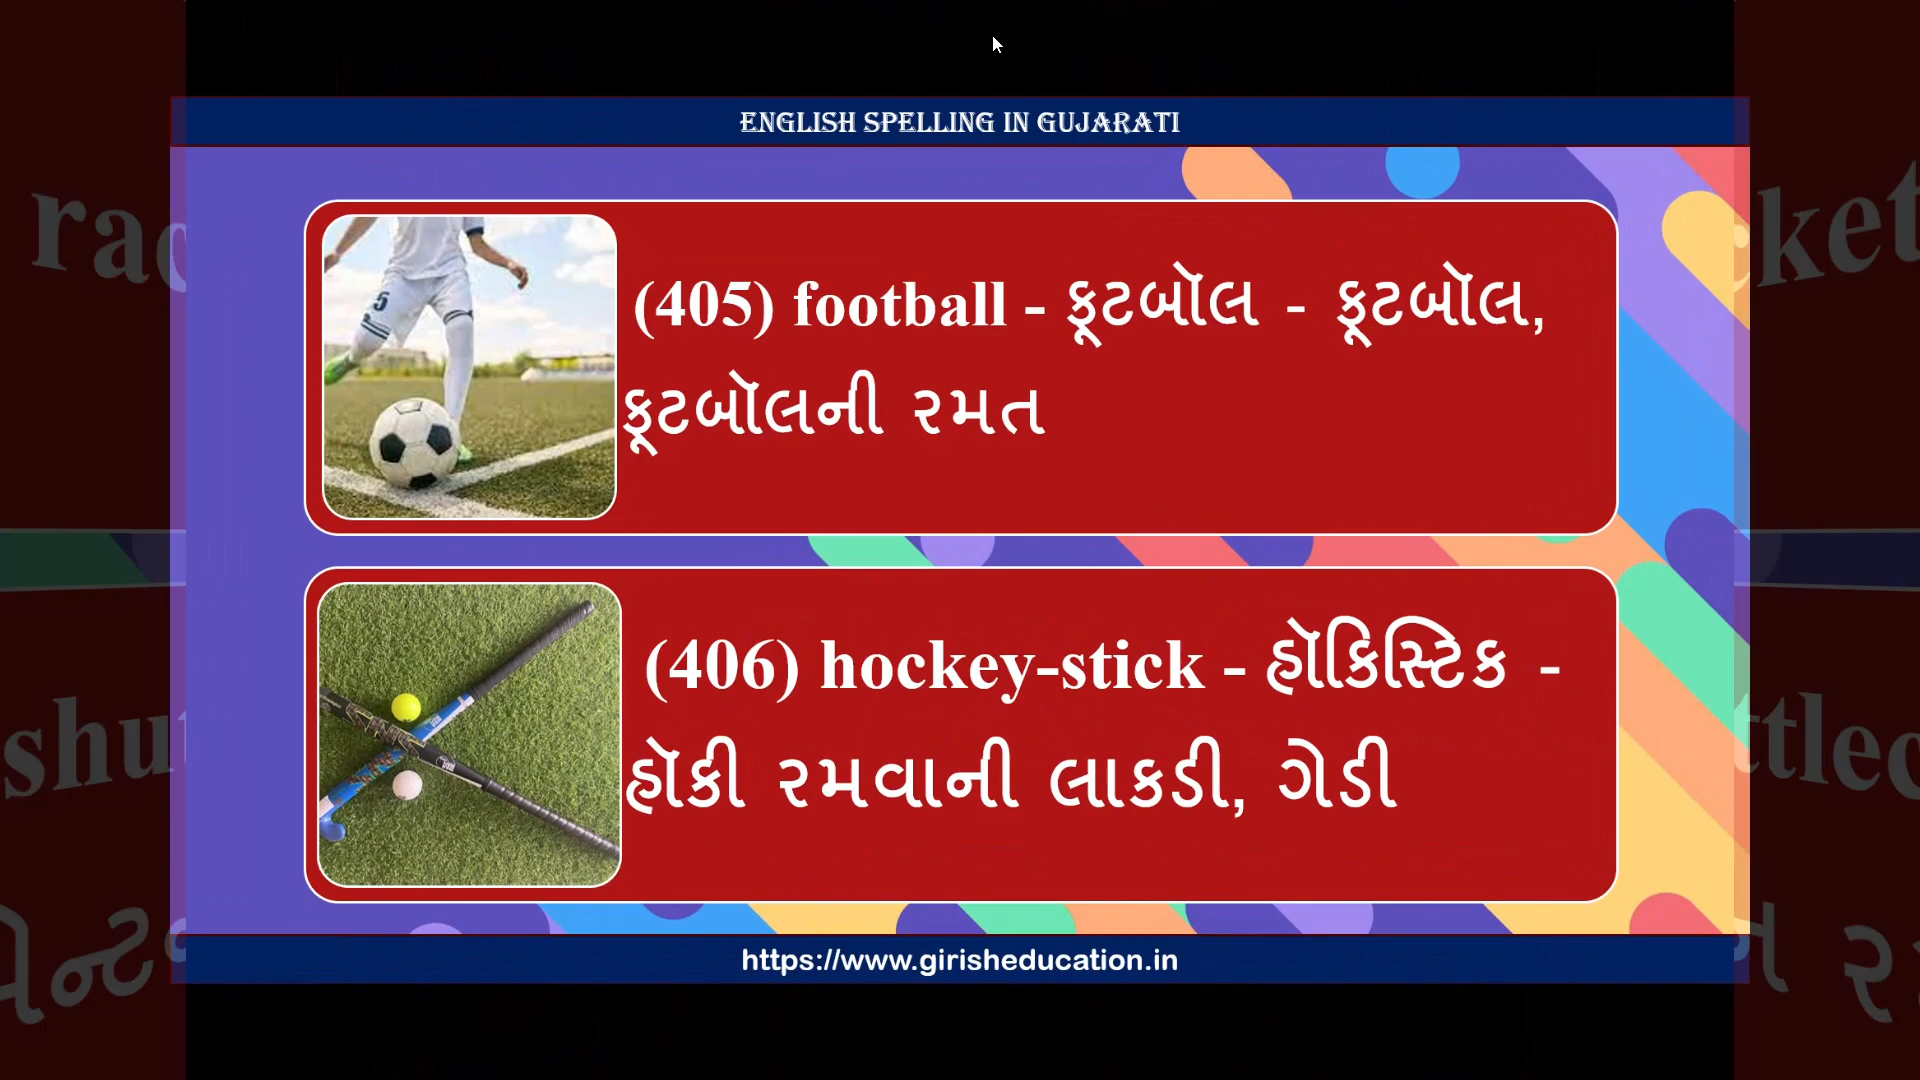 ENGLISH SPELLING IN GUJARATI
(405) football - ફૂટબૉલ - ફૂટબૉલ,
ફૂટબૉલની રમત
(406) hockey-stick - હૉકિસ્ટિક -
હૉકી રમવાની લાકડી, ગેડી
https://www.girisheducation.in